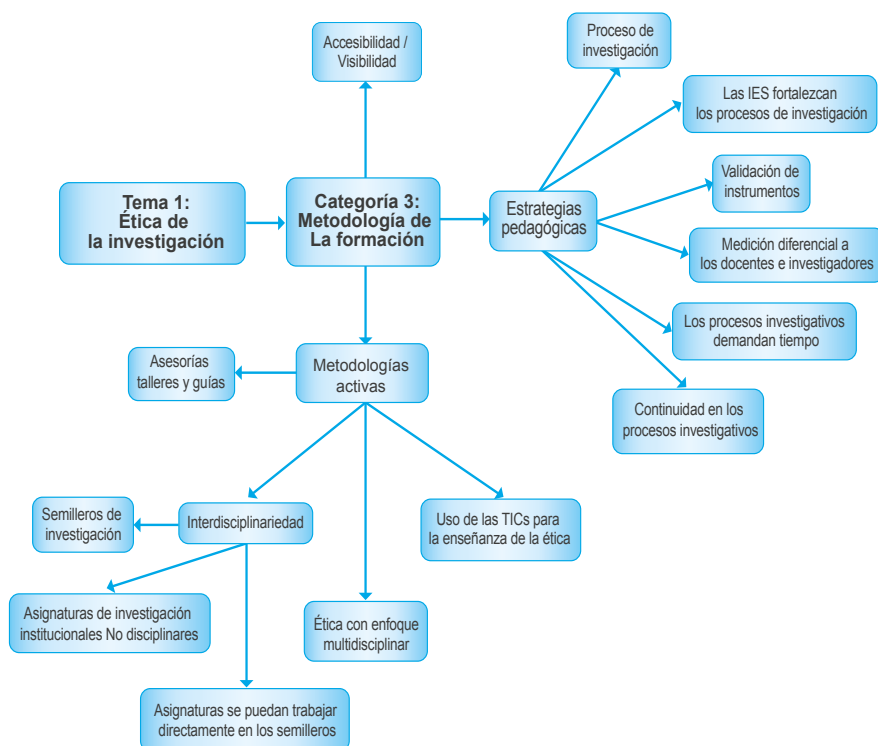 Accesibilidad /
Visibilidad
Proceso de
investigación
Las IES fortalezcan
los procesos de investigación
Tema 1:
Ética de
la investigación
Categoría 3:
Metodología de
La formación
Estrategias
pedagógicas
Validación de
instrumentos
Medición diferencial a
los docentes e investigadores
Los procesos investigativos
demandan tiempo
Continuidad en los
procesos investigativos
Metodologías
activas
Asesorías
talleres y guías
Semilleros de
investigación
Interdisciplinariedad
Uso de las TICs para
la enseñanza de la ética
Asignaturas de investigación
institucionales No disciplinares
Ética con enfoque
multidisciplinar
Asignaturas se puedan trabajar
directamente en los semilleros